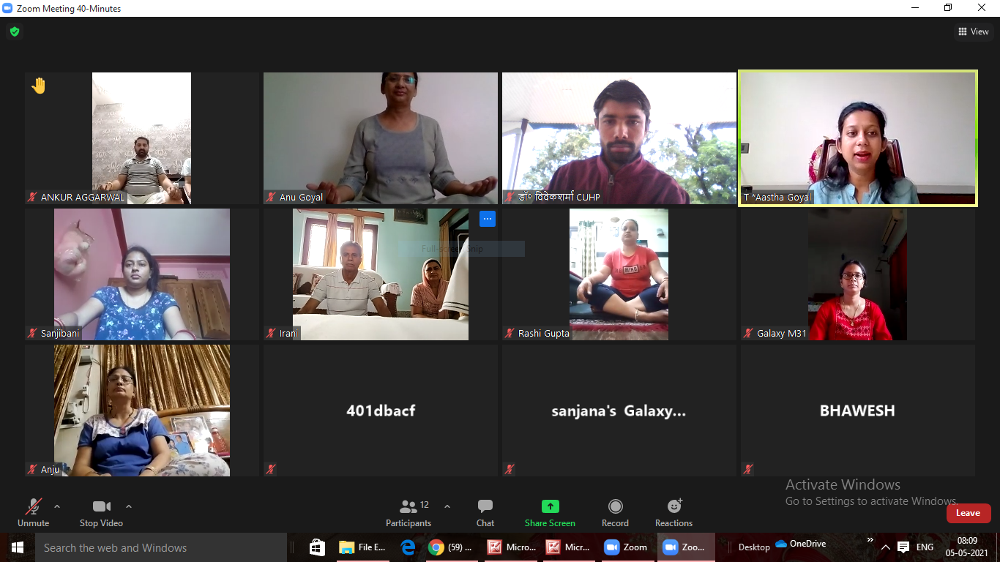 Zoom Meeting 40-Minutes
View
ANKUR AGGARWAL
Anu Goyal
डॉ० विवेकशर्मा CUHP
T *Aastha Goyal
Full-screen Snip
Sanjibani
Irani
Rashi Gupta
Galaxy M31
Anju
401dbacf
sanjana's Galaxy...
BHAWESH
Activate Windows
Go to Settings to activate Windows.
Unmute
Stop Video
12
Participants
Chat
Share Screen
Record
Reactions
Leave
Search the web and Windows
File E...
(59) ...
Micro...
Micr...
Zoom
Zoo...
Desktop
OneDrive
ENG
08:09
05-05-2021